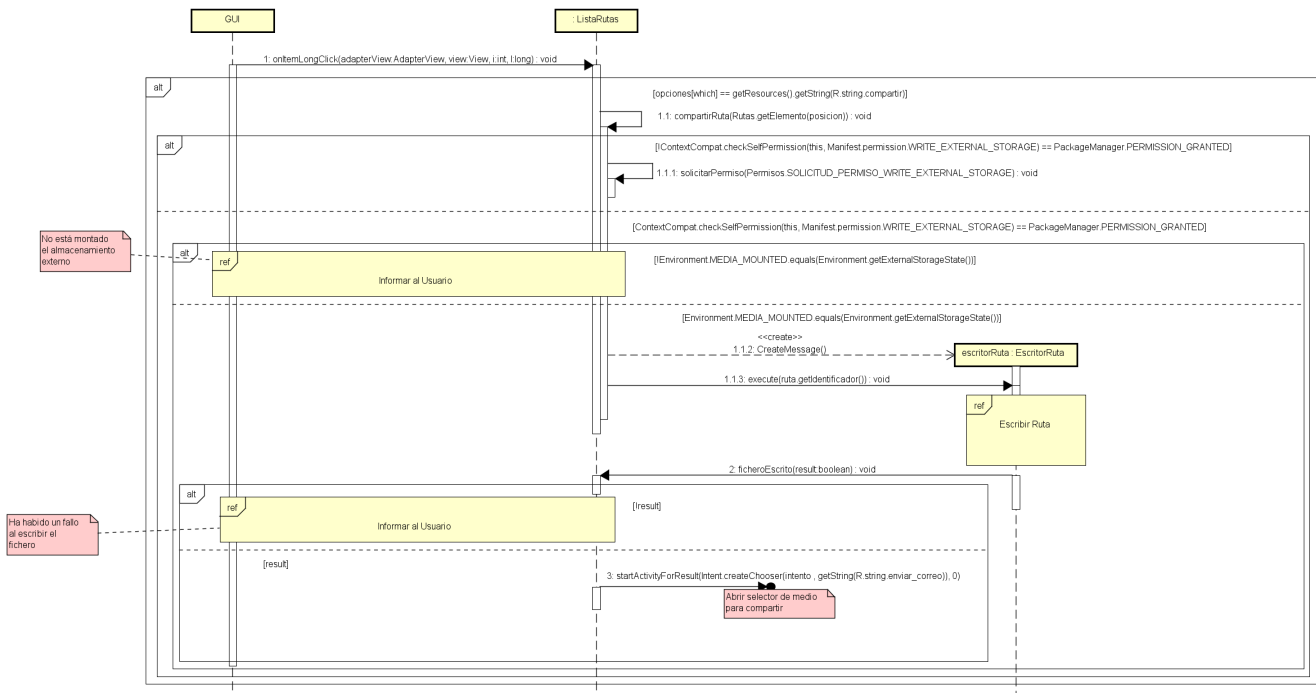 GUI
: ListaRutas
1: onItemLongClick(adapterView:AdapterView, view:View, i:int, l:long) : void
alt
[opciones[which] == getResources().getString(R.string.compartir)]
1.1: compartirRuta(Rutas.getElemento(posicion)) : void
alt
[!ContextCompat.checkSelfPermission(this, Manifest.permission.WRITE_EXTERNAL_STORAGE) == PackageManager.PERMISSION_GRANTED]
1.1.1: solicitarPermiso(Permisos.SOLICITUD_PERMISO_WRITE_EXTERNAL_STORAGE) : void
[ContextCompat.checkSelfPermission(this, Manifest.permission.WRITE_EXTERNAL_STORAGE) == PackageManager.PERMISSION_GRANTED]
No está montado
el almacenamiento
externo
alt
ref
Informar al Usuario
[!Environment.MEDIA_MOUNTED.equals(Environment.getExternalStorageState())]
[Environment.MEDIA_MOUNTED.equals(Environment.getExternalStorageState())]
<<create>>
1.1.2: CreateMessage()
escritorRuta : EscritorRuta
1.1.3: execute(ruta.getIdentificador()) : void
ref
Escribir Ruta
2: ficheroEscrito(result:boolean) : void
alt
ref
Informar al Usuario
[!result]
Ha habido un fallo
al escribir el
fichero
[result]
3: startActivityForResult(Intent.createChooser(intento , getString(R.string.enviar_correo)), 0)
Abrir selector de medio
para compartir